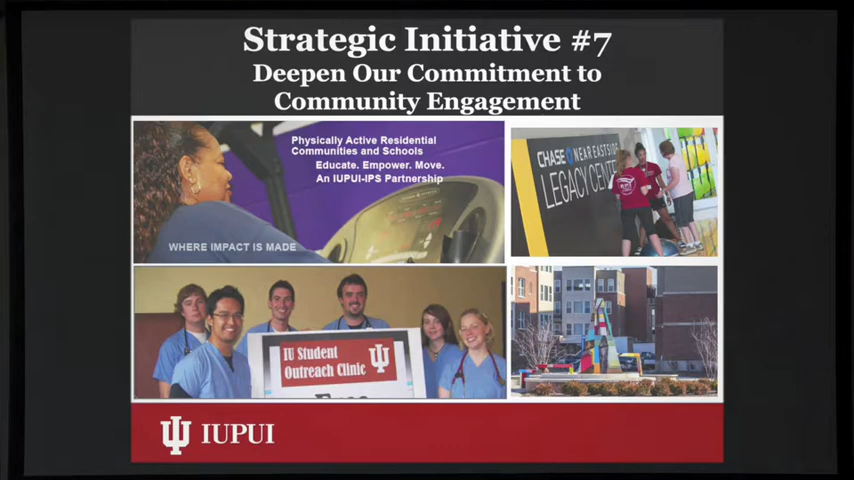 Strategic Initiative #7
Deepen Our Commitment to
Community Engagement
Physically Active Residential
Communities and Schools
Educate. Empower. Move.
An IUPUI-IPS Partnership
WHERE IMPACT IS MADE
CHASE NEAR EASTSIDE
LEGACY CENTER
IU Student
Outreach Clinic
IUPUI